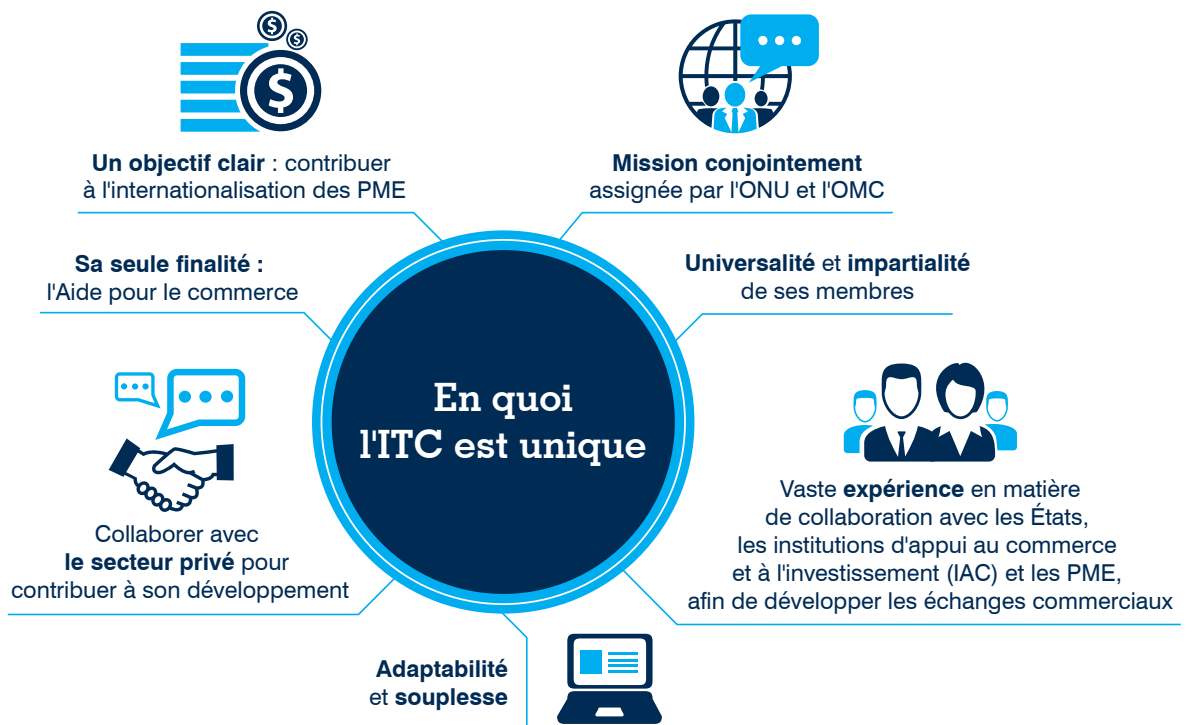 Un objectif clair : contribuer
à l'internationalisation des PME
Mission conjointement
assignée par l'ONU et l'OMC
Sa seule finalité :
l'Aide pour le commerce
Universalité et impartialité
de ses membres
En quoi
l'ITC est unique
Collaborer avec
le secteur privé pour
contribuer à son développement
Vaste expérience en matière
de collaboration avec les États,
les institutions d'appui au commerce
et à l'investissement (IAC) et les PME,
afin de développer les échanges commerciaux
Adaptabilité
et souplesse